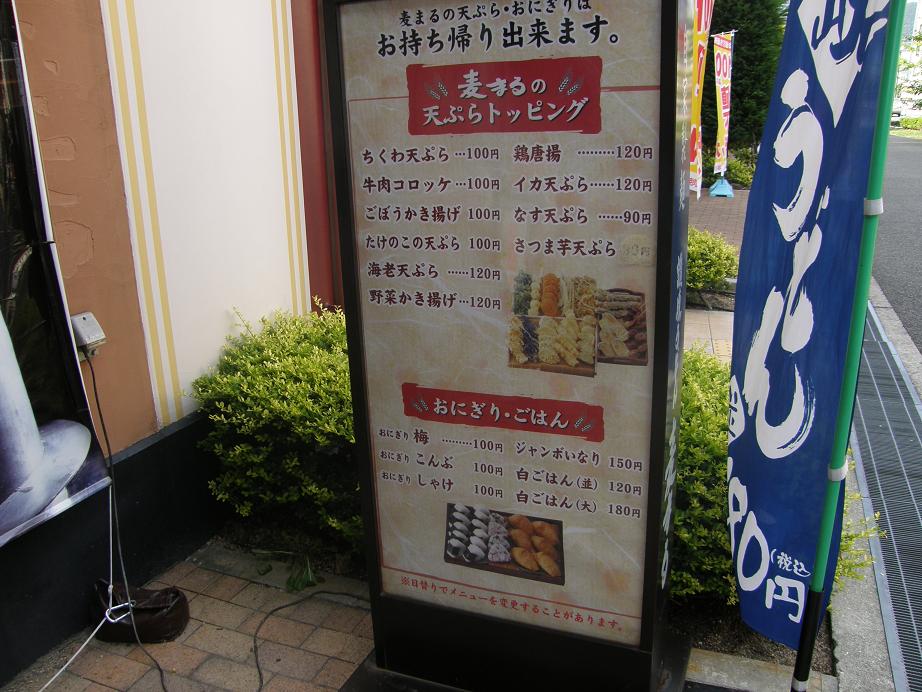 麦まるの天ぷら・おにぎりは
お持ち帰り出来ます。
麦まるの
天ぷらトッピング
ちくわ天ぷら…100円
牛肉コロッケ…100円
ごぼうかき揚げ 100円
たけのこの天ぷら 100円
海老天ぷら……120円
野菜かき揚げ…120円
鶏唐揚………120円
イカ天ぷら……120円
なす天ぷら……90円
さつま芋天ぷら
おにぎり・ごはん
おにぎり 梅………100円
おにぎり こんぶ 100円
おにぎり しゃけ 100円
ジャンボいなり 150円
白ごはん(並) 120円
白ごはん(大) 180円
※日替りでメニューを変更することがあります。
うどん
90円(税込)